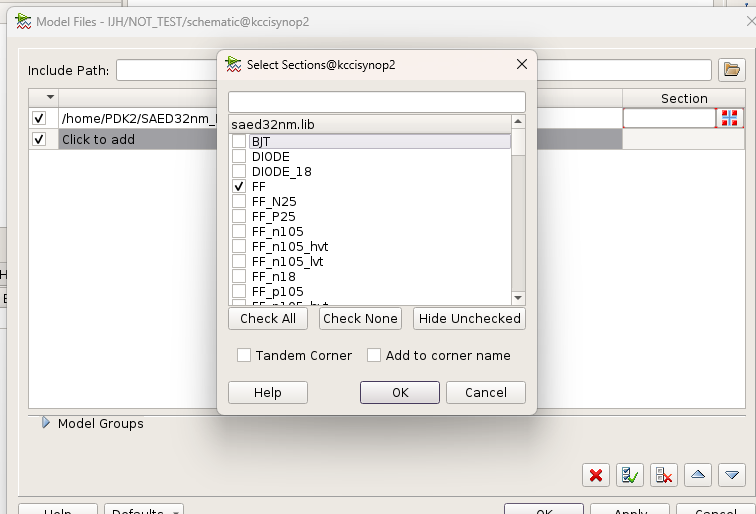 Model Files - IJH/NOT_TEST/schematic@kccisynop2
Select Sections@kccisynop2
Include Path:
Section
/home/PDK2/SAED32nm_
Click to add
saed32nm.lib
BJT
DIODE
DIODE_18
FF
FF_N25
FF_P25
FF_n105
FF_n105_hvt
FF_n105_lvt
FF_n18
FF_p105
FF_p105_hvt
Check All Check None Hide Unchecked
Tandem Corner Add to corner name
Help OK Cancel
Model Groups
Help Defaults OK Apply Cancel